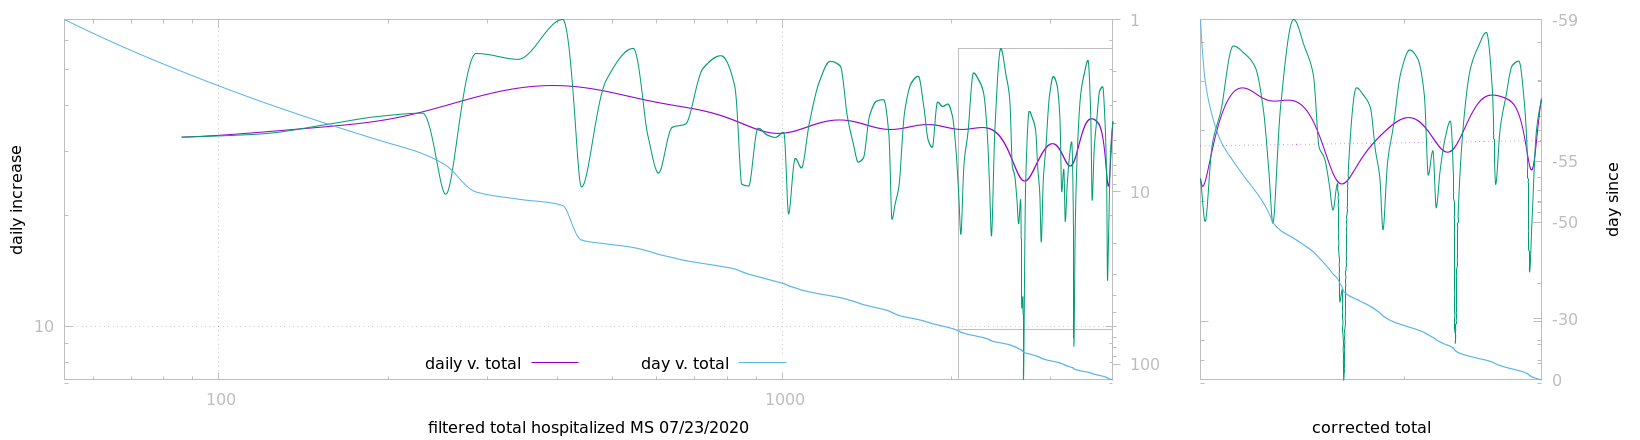 1
-59
daily increase
10
-55
-50
day since
10
-30
daily v. total
day v. total
100
0
100
1000
filtered total hospitalized MS 07/23/2020
corrected total